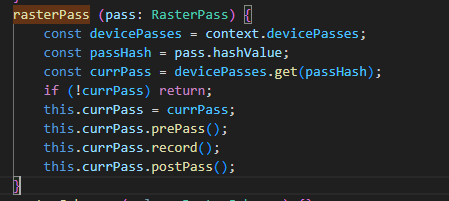 rasterPass (pass: RasterPass) {
    const devicePasses = context.devicePasses;
    const passHash = pass.hashValue;
    const currPass = devicePasses.get(passHash);
    if (!currPass) return;
    this.currPass = currPass;
    this.currPass.prePass();
    this.currPass.record();
    this.currPass.postPass();
}